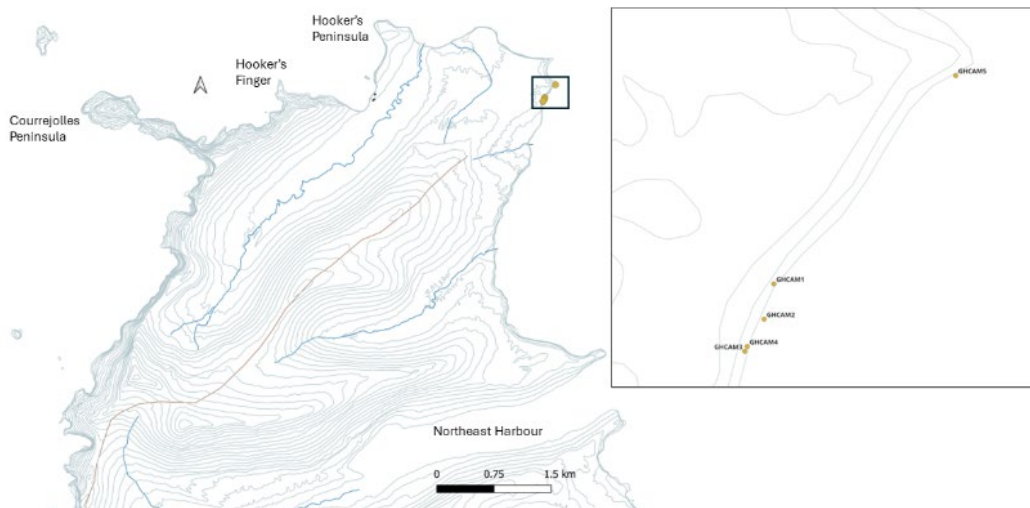 Hooker's
Peninsula
Hooker's
Finger
Courrejolles
Peninsula
GHCAM5
GHCAM1
GHCAM2
GHCAM4
GHCAM3
Northeast Harbour
0 0.75 1.5 km